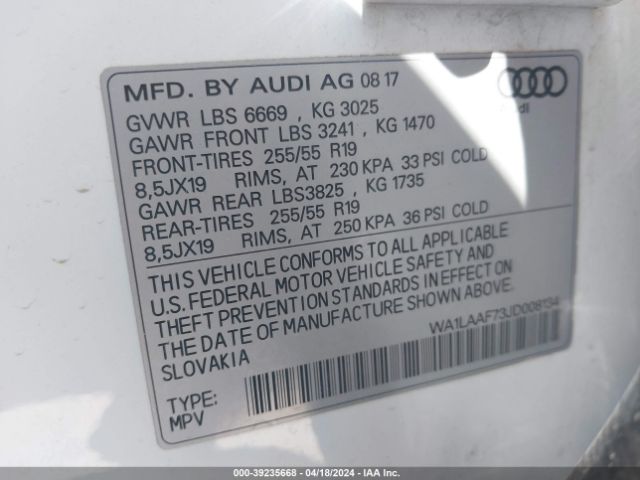 MFD. BY AUDI AG 08 17
Audi
GVWR LBS 6669 , KG 3025
GAWR FRONT LBS 3241 , KG 1470
FRONT-TIRES 255/55 R19
8,5JX19 RIMS, AT 230 KPA 33 PSI COLD
GAWR REAR LBS3825 , KG 1735
REAR-TIRES 255/55 R19
8,5JX19 RIMS, AT 250 KPA 36 PSI COLD
THIS VEHICLE CONFORMS TO ALL APPLICABLE
U.S. FEDERAL MOTOR VEHICLE SAFETY AND
THEFT PREVENTION STANDARDS IN EFFECT ON
THE DATE OF MANUFACTURE SHOWN ABOVE.
SLOVAKIA
WA1LAAF73JD008134
TYPE:
MPV
000-39235668 - 04/18/2024 - IAA Inc.